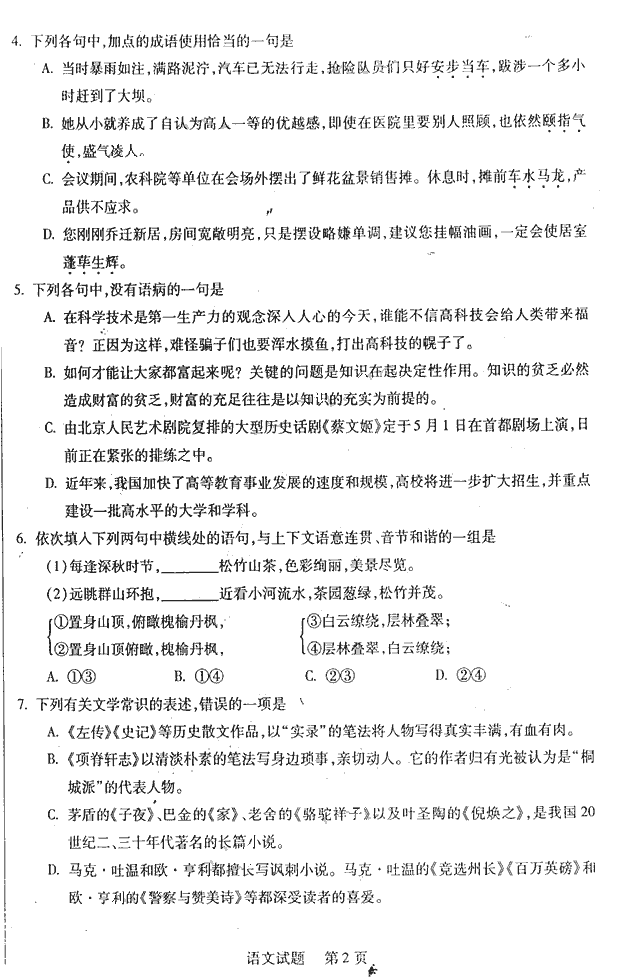 4. 下列各句中,加点的成语使用恰当的一句是
A. 当时暴雨如注,满路泥泞,汽车已无法行走,抢险队员们只好安步当车,跋涉一个多小
时赶到了大坝。
B. 她从小就养成了自认为高人一等的优越感,即使在医院里要别人照顾,也依然颐指气
使,盛气凌人。
C. 会议期间,农科院等单位在会场外摆出了鲜花盆景销售摊。休息时,摊前车水马龙,产
品供不应求。
D. 您刚刚乔迁新居,房间宽敞明亮,只是摆设略嫌单调,建议您挂幅油画,一定会使居室
蓬荜生辉。
5. 下列各句中,没有语病的一句是
A. 在科学技术是第一生产力的观念深入人心的今天,谁能不信高科技会给人类带来福
音? 正因为这样,难怪骗子们也要浑水摸鱼,打出高科技的幌子了。
B. 如何才能让大家都富起来呢? 关键的问题是知识在起决定性作用。知识的贫乏必然
造成财富的贫乏,财富的充足往往是以知识的充实为前提的。
C. 由北京人民艺术剧院复排的大型历史话剧《蔡文姬》定于5月1日在首都剧场上演,日
前正在紧张的排练之中。
D. 近年来,我国加快了高等教育事业发展的速度和规模,高校将进一步扩大招生,并重点
建设一批高水平的大学和学科。
6. 依次填入下列两句中横线处的语句,与上下文语意连贯、音节和谐的一组是
(1)每逢深秋时节,_______松竹山茶,色彩绚丽,美景尽览。
(2)远眺群山环抱,_______近看小河流水,茶园葱绿,松竹并茂。
①置身山顶,俯瞰槐榆丹枫, ③白云缭绕,层林叠翠;
②置身山顶俯瞰,槐榆丹枫, ④层林叠翠,白云缭绕;
A. ①③ B. ①④ C. ②③ D. ②④
7. 下列有关文学常识的表述,错误的一项是
A. 《左传》《史记》等历史散文作品,以“实录”的笔法将人物写得真实丰满,有血有肉。
B. 《项脊轩志》以清淡朴素的笔法写身边琐事,亲切动人。它的作者归有光被认为是“桐
城派”的代表人物。
C. 茅盾的《子夜》、巴金的《家》、老舍的《骆驼祥子》以及叶圣陶的《倪焕之》,是我国20
世纪二、三十年代著名的长篇小说。
D. 马克·吐温和欧·亨利都擅长写讽刺小说。马克·吐温的《竞选州长》《百万英磅》和
欧·亨利的《警察与赞美诗》等都深受读者的喜爱。
语文试题 第2页